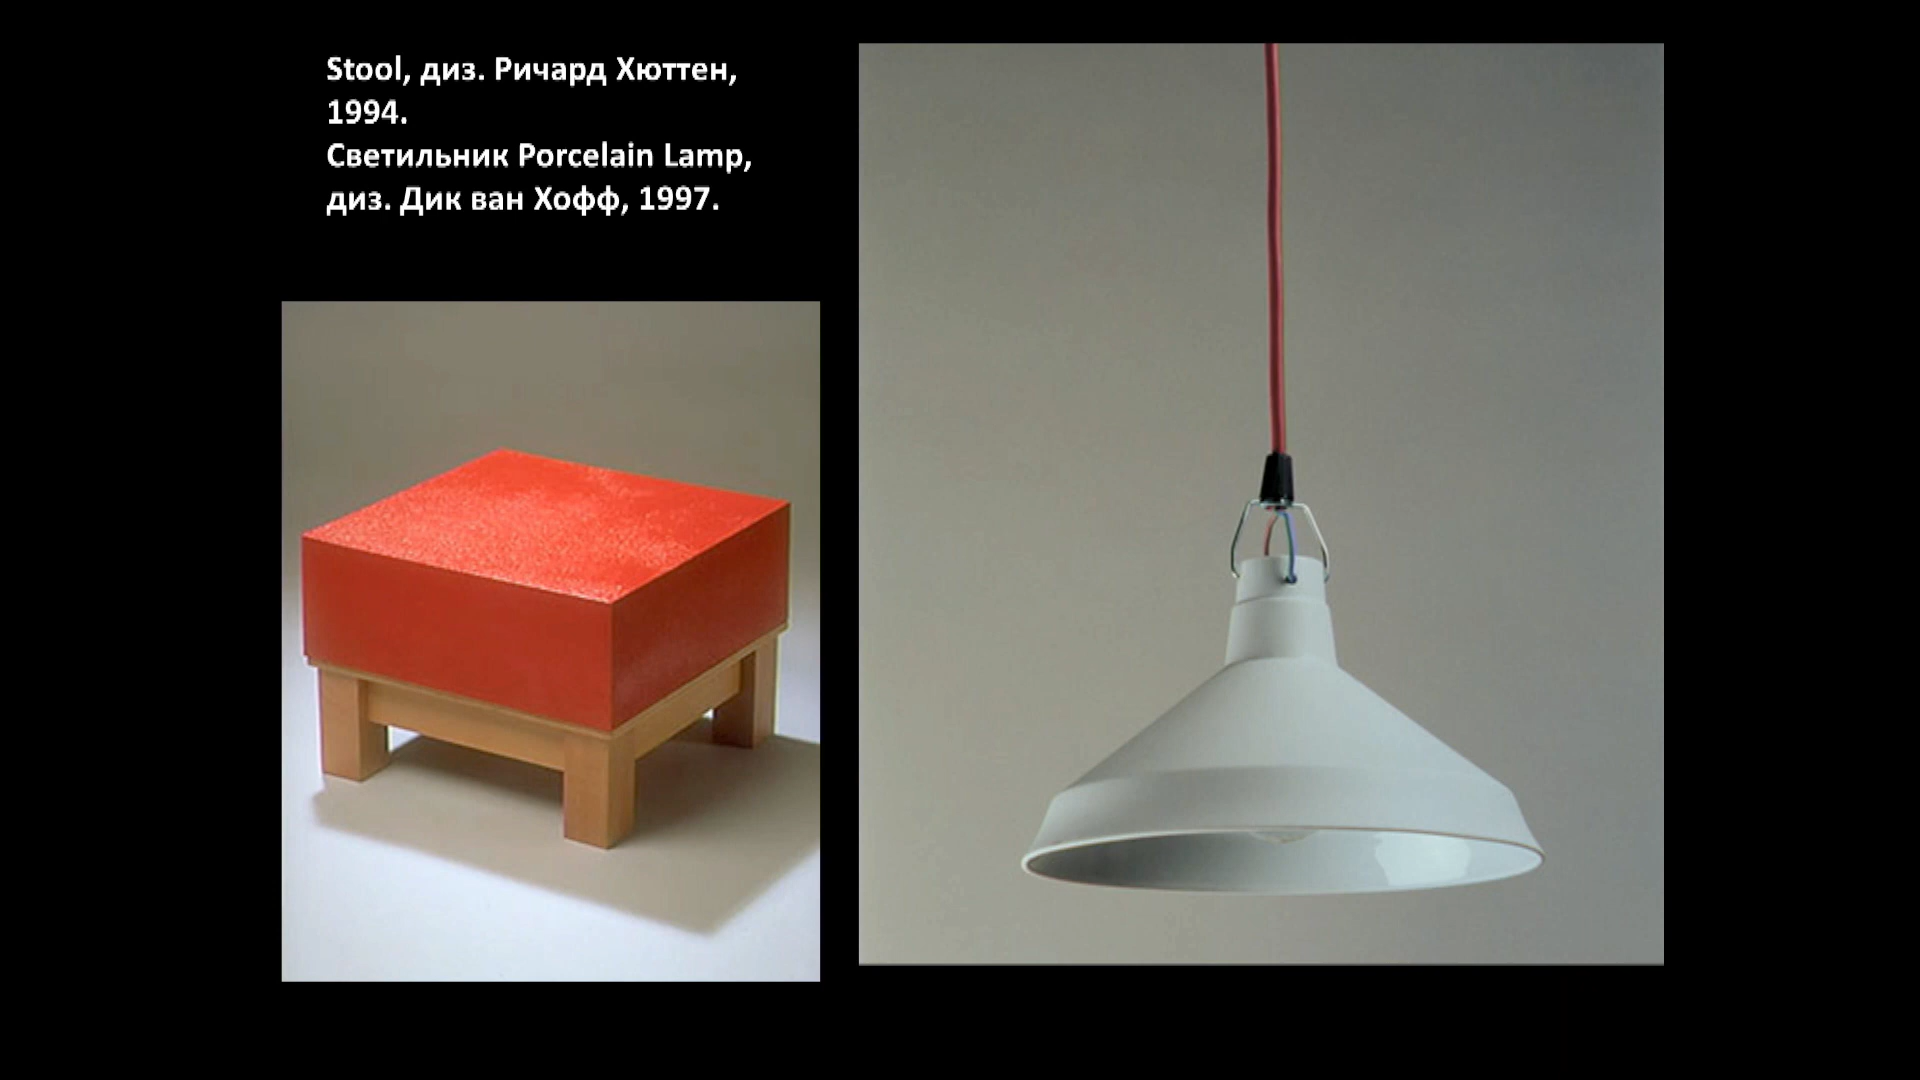 Stool, диз. Ричард Хюттен,
1994.
Светильник Porcelain Lamp,
диз. Дик ван Хофф, 1997.